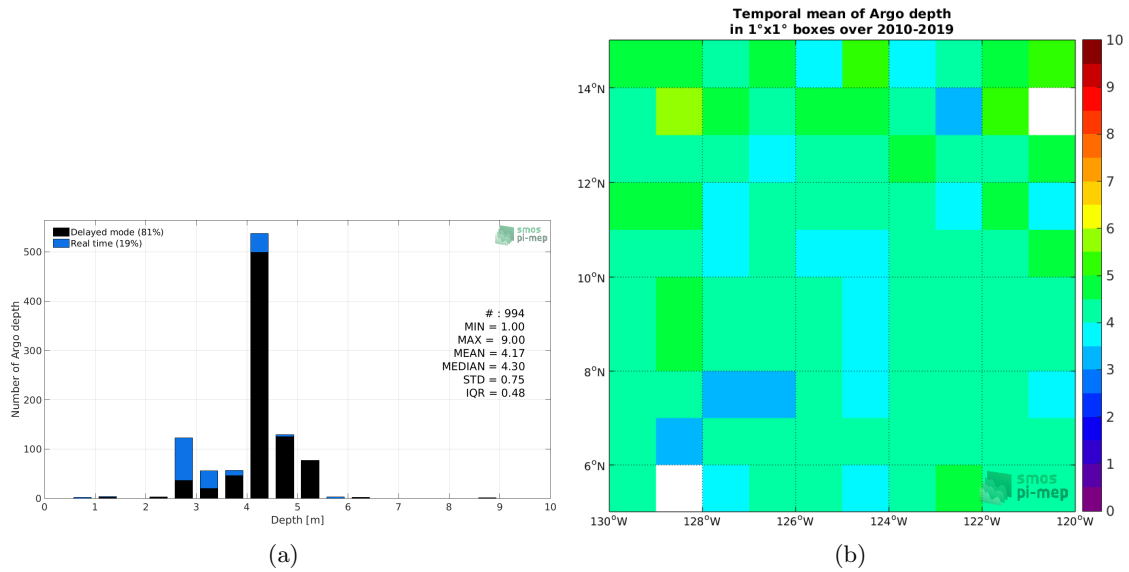 Delayed mode (81%)
Real time (19%)
smos
pi-mep
500
400
300
200
100
0
Number of Argo depth
# : 994
MIN = 1.00
MAX = 9.00
MEAN = 4.17
MEDIAN = 4.30
STD = 0.75
IQR = 0.48
0 1 2 3 4 5 6 7 8 9 10
Depth [m]
(a)
Temporal mean of Argo depth
in 1°x1° boxes over 2010-2019
14°N
12°N
10°N
8°N
6°N
130°W 128°W 126°W 124°W 122°W 120°W
smos
pi-mep
10
9
8
7
6
5
4
3
2
1
0
(b)